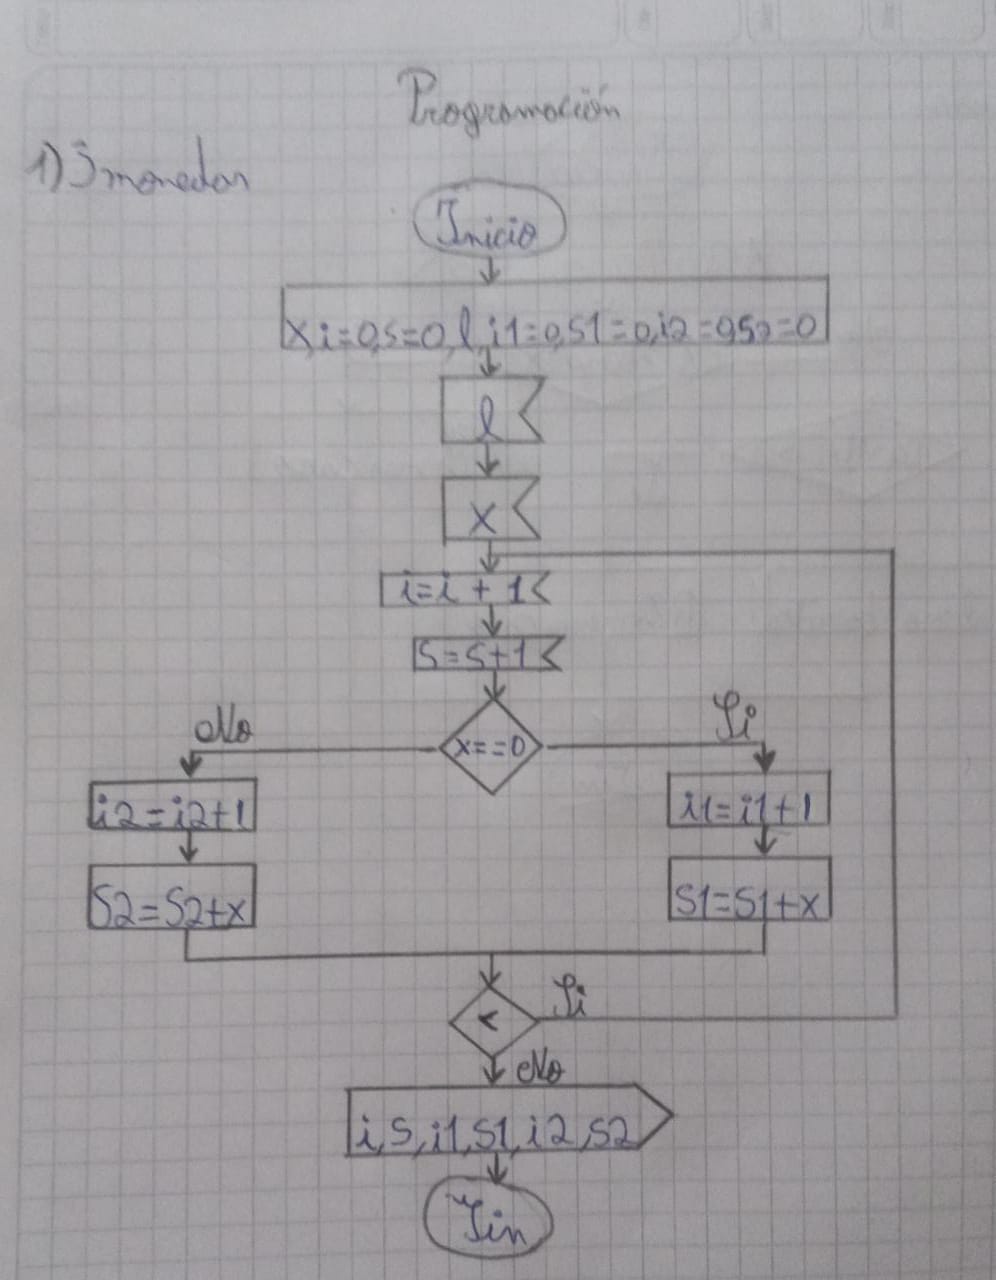 Programación
1) 3 monedas
Inicio
x,i=0,s=0,l,i1=0,S1=0,i2=0,S2=0
l
x
i=i+1
S=S+1
No
x==0
Si
i2=i2+1
i1=i1+1
S2=S2+x
S1=S1+x
<
Si
No
i,S,i1,S1,i2,S2
Fin